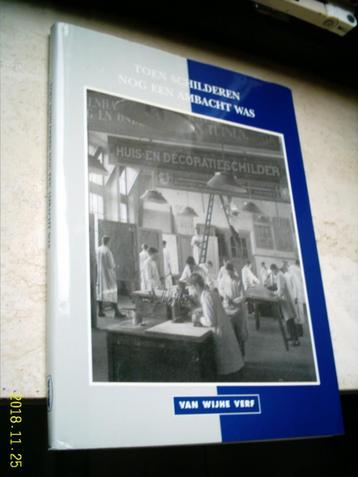 TOEN SCHILDEREN
NOG EEN AMBACHT WAS
HUIS-EN DECORATIESCHILDER
VAN WIJHE VERF
2018.11.25